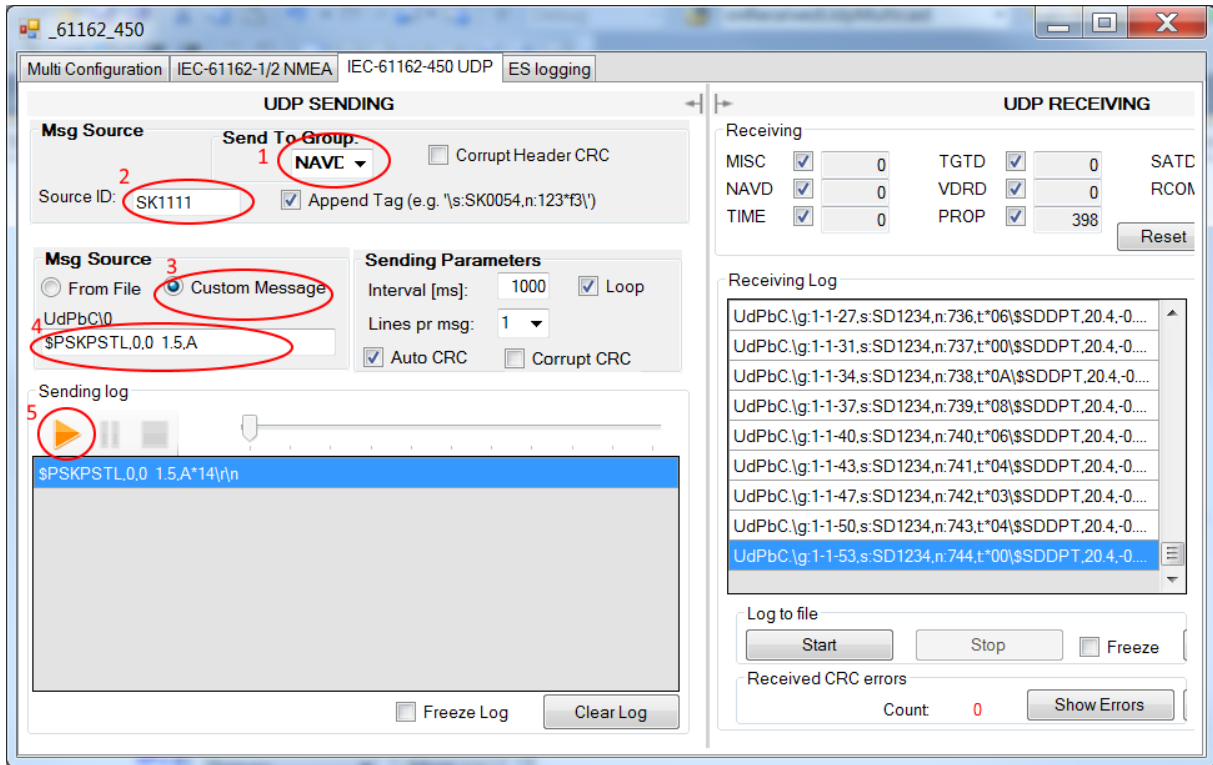 _61162_450
Multi Configuration IEC-61162-1/2 NMEA IEC-61162-450 UDP ES logging
UDP SENDING
Msg Source
Send To Group:
1 NAVD
Corrupt Header CRC
2
Source ID: SK1111
Append Tag (e.g. '\s:SK0054,n:123*f3\')
Msg Source
3
From File Custom Message
UdPbC\0
4
$PSKPSTL,0,0 1.5,A
Sending Parameters
Interval [ms]: 1000 Loop
Lines pr msg: 1
Auto CRC Corrupt CRC
Sending log
5
$PSKPSTL,0,0 1.5,A*14\r\n
Freeze Log Clear Log
UDP RECEIVING
Receiving
MISC 0 TGTD 0 SATD
NAVD 0 VDRD 0 RCOM
TIME 0 PROP 398
Reset
Receiving Log
UdPbC.\g:1-1-27,s:SD1234,n:736,t*06\$SDDPT,20.4,-0....
UdPbC.\g:1-1-31,s:SD1234,n:737,t*00\$SDDPT,20.4,-0....
UdPbC.\g:1-1-34,s:SD1234,n:738,t*0A\$SDDPT,20.4,-0...
UdPbC.\g:1-1-37,s:SD1234,n:739,t*08\$SDDPT,20.4,-0....
UdPbC.\g:1-1-40,s:SD1234,n:740,t*06\$SDDPT,20.4,-0....
UdPbC.\g:1-1-43,s:SD1234,n:741,t*04\$SDDPT,20.4,-0....
UdPbC.\g:1-1-47,s:SD1234,n:742,t*03\$SDDPT,20.4,-0....
UdPbC.\g:1-1-50,s:SD1234,n:743,t*04\$SDDPT,20.4,-0....
UdPbC.\g:1-1-53,s:SD1234,n:744,t*00\$SDDPT,20.4,-0....
Log to file
Start Stop Freeze
Received CRC errors
Count: 0 Show Errors